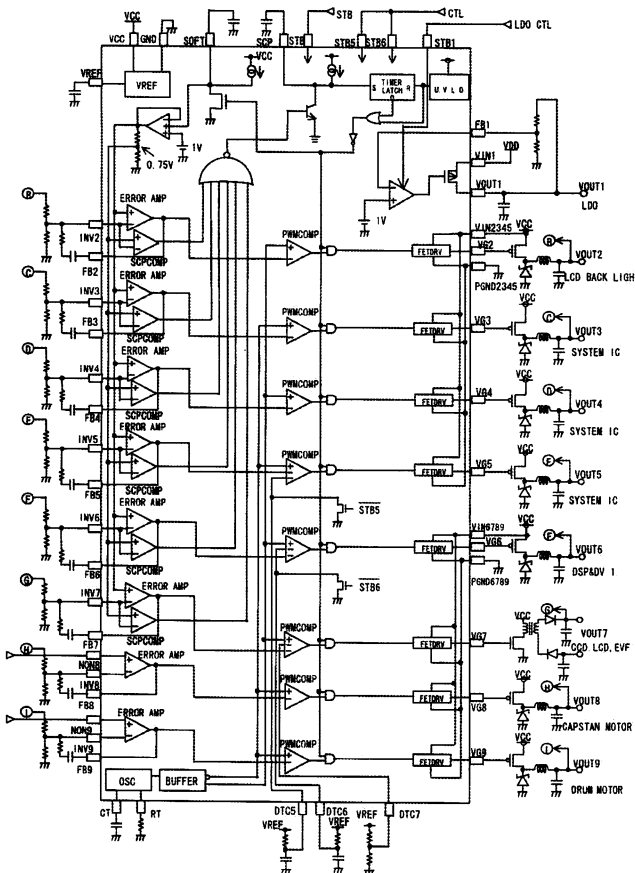 STB
CTL
LDO CTL
VCC
VCC GND SOFT SCP STB STB5 STB6 STB1
VREF
VREF
VCC
S TIMER LATCH R
U.V.L.O
1V
0.75V
FB1
VIN1
VDD
VOUT1
VOUT1
LDO
1V
B
ERROR AMP
INV2
SCPCOMP
FB2
PWMCOMP
FETDRV
VIN2345
VG2
PGND2345
VCC
B
VOUT2
LCD BACK LIGH
C
ERROR AMP
INV3
SCPCOMP
FB3
PWMCOMP
FETDRV
VG3
VCC
C
VOUT3
SYSTEM IC
D
ERROR AMP
INV4
SCPCOMP
FB4
PWMCOMP
FETDRV
VG4
VCC
D
VOUT4
SYSTEM IC
ERROR AMP
INV5
SCPCOMP
FB5
PWMCOMP
FETDRV
VG5
VCC
VOUT5
SYSTEM IC
STB5
F
ERROR AMP
INV6
SCPCOMP
FB6
PWMCOMP
FETDRV
VIN6789
VG6
PGND6789
VCC
F
VOUT6
DSP&DV I
STB6
G
ERROR AMP
INV7
SCPCOMP
FB7
PWMCOMP
FETDRV
VG7
VCC
G
VOUT7
CCD,LCD,EVF
H
ERROR AMP
NON8
INV8
FB8
PWMCOMP
FETDRV
VG8
VCC
H
VOUT8
CAPSTAN MOTOR
I
ERROR AMP
NON9
INV9
FB9
PWMCOMP
FETDRV
VCC
I
VOUT9
DRUM MOTOR
OSC
BUFFER
CT
RT
DTC5
DTC6
DTC7
VREF
VREF
VREF